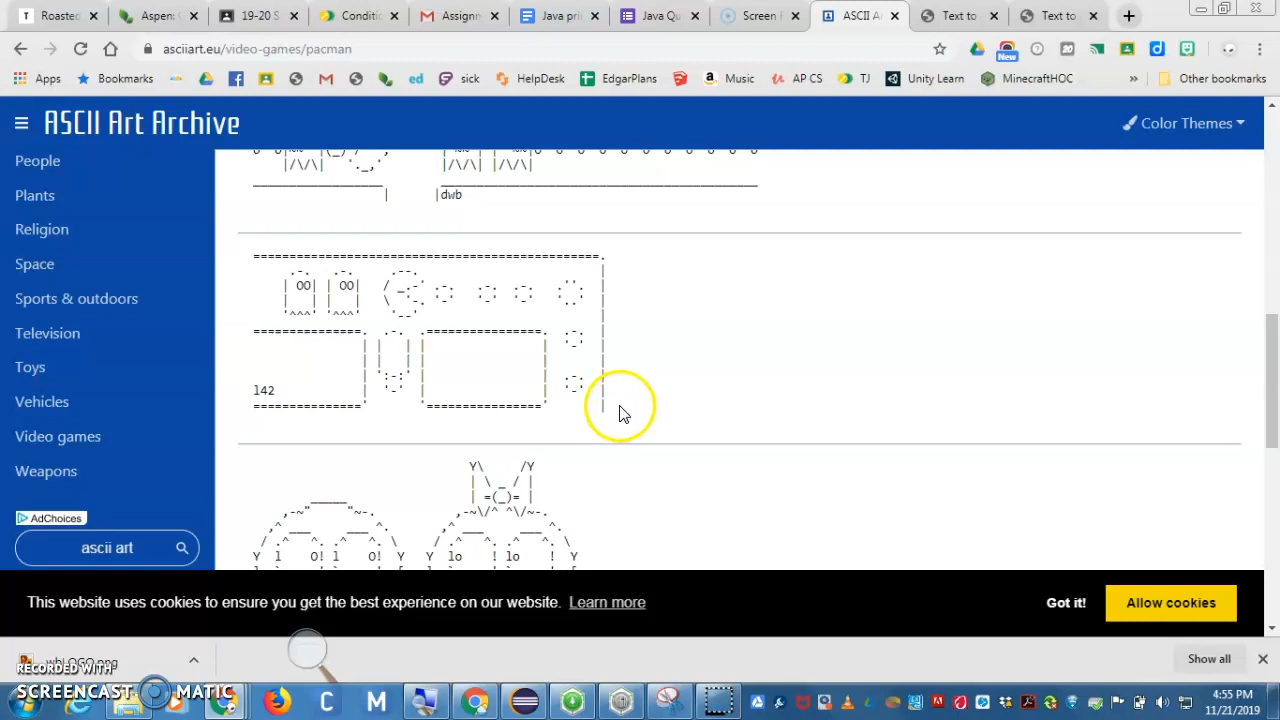 Roasted
Aspen:
19-20 S
Conditic
Gmail Assignm
Java pri
Java Qu
Screen F
ASCII A
Text to
Text to
asciiart.eu/video-games/pacman
New
Apps
Bookmarks
ed
sick
HelpDesk
EdgarPlans
Music
AP CS
TJ
Unity Learn
MinecraftHOC
»
Other bookmarks
ASCII Art Archive
Color Themes
People
Plants
Religion
Space
Sports & outdoors
Television
Toys
Vehicles
Video games
Weapons
AdChoices
ascii art
dwb
142
This website uses cookies to ensure you get the best experience on our website. Learn more
Got it!
Allow cookies
Show all
RECORDED WITH
SCREENCAST MATIC
4:55 PM
11/21/2019